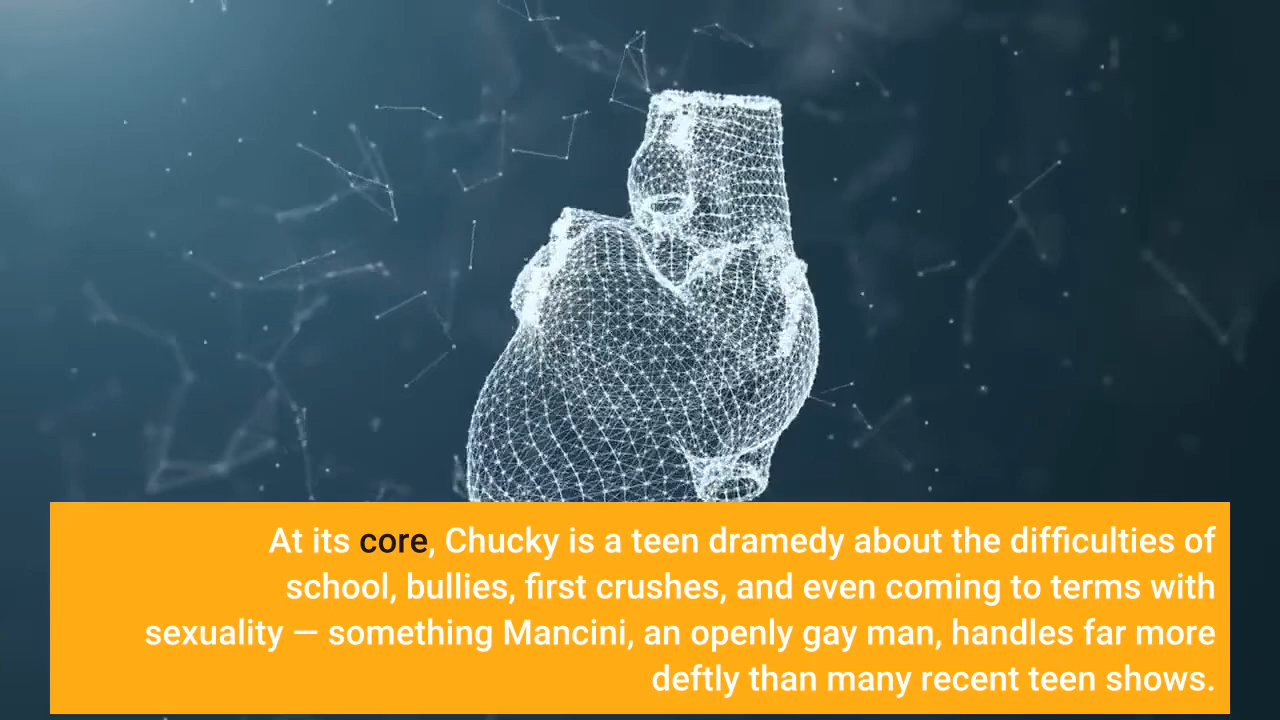 At its core, Chucky is a teen dramedy about the difficulties of
school, bullies, first crushes, and even coming to terms with
sexuality — something Mancini, an openly gay man, handles far more
deftly than many recent teen shows.